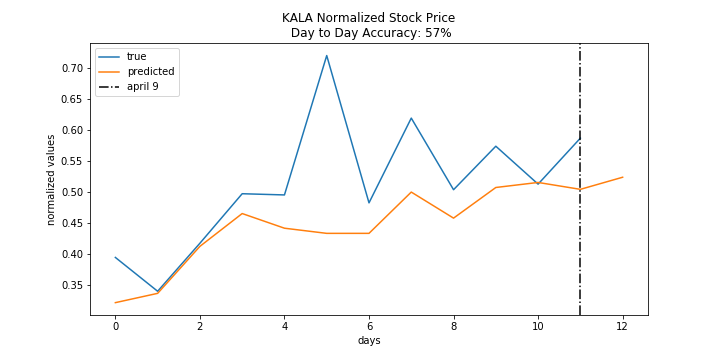 KALA Normalized Stock Price
Day to Day Accuracy: 57%
true
predicted
april 9
normalized values
0.70
0.65
0.60
0.55
0.50
0.45
0.40
0.35
0 2 4 6 8 10 12
days